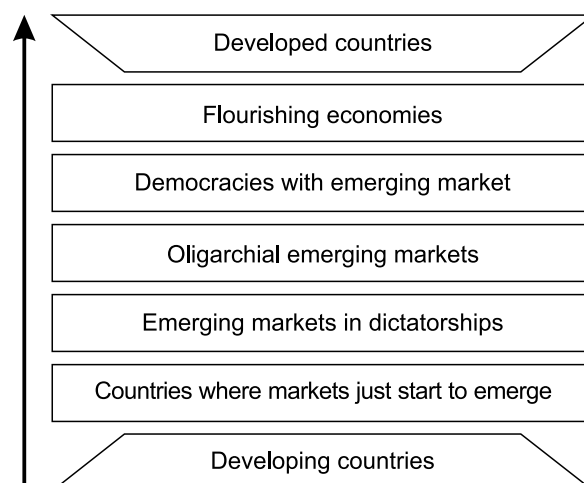 Developed countries
Flourishing economies
Democracies with emerging market
Oligarchial emerging markets
Emerging markets in dictatorships
Countries where markets just start to emerge
Developing countries